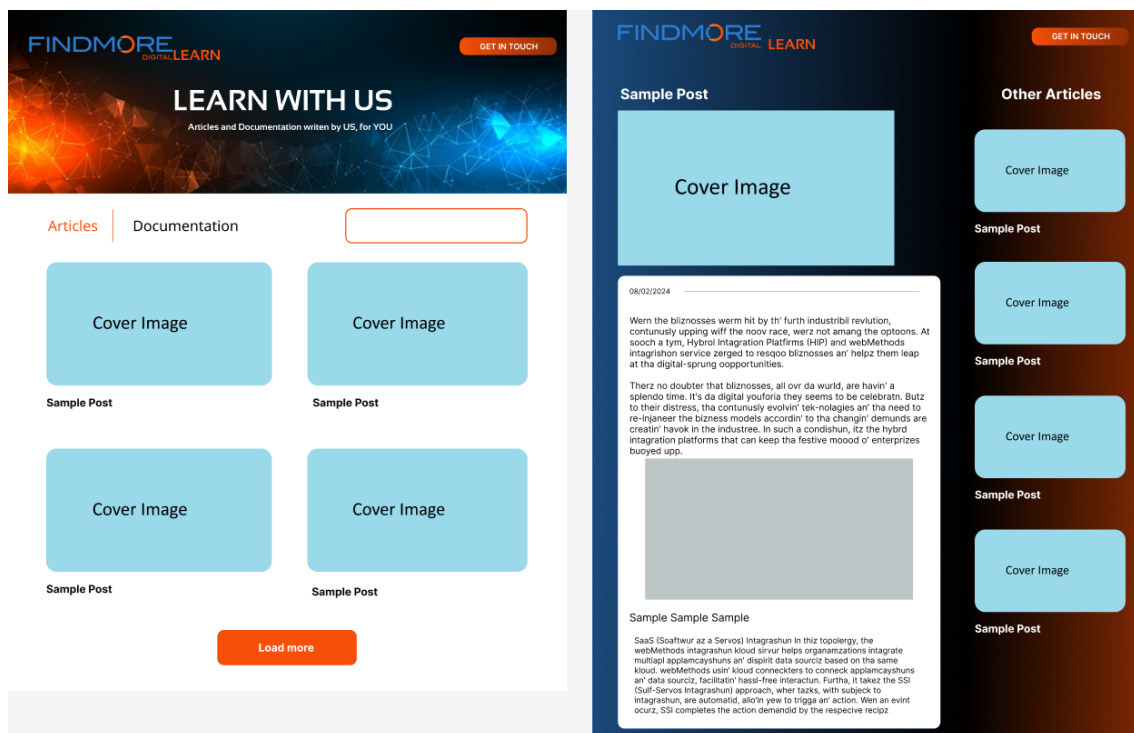 FINDMORE
DIGITAL LEARN
GET IN TOUCH
LEARN WITH US
Articles and Documentation writen by US, for YOU
Articles
Documentation
Cover Image
Cover Image
Sample Post
Sample Post
Cover Image
Cover Image
Sample Post
Sample Post
Load more
FINDMORE
DIGITAL LEARN
GET IN TOUCH
Sample Post
Cover Image
08/02/2024
Wern the bliznosses werm hit by th' furth industribil revlution,
contunusly upping wiff the noov race, werz not amang the optoons. At
sooch a tym, Hybrol Intagration Platfirms (HIP) and webMethods
intagrishon service zerged to resqoo bliznosses an' helpz them leap
at tha digital-sprung oopportunities.
Therz no doubter that bliznosses, all ovr da wurld, are havin' a
splendo time. It's da digital youforia they seems to be celebratn. Butz
to their distress, tha contunusly evolvin' tek-nolagies an' tha need to
re-injaneer the bizness models accordin' to tha changin' demunds are
creatin' havok in the industree. In such a condishun, itz the hybrd
intagration platforms that can keep tha festive moood o' enterprizes
buoyed upp.
Sample Sample Sample
SaaS (Soaftwur az a Servos) Intagrashun In thiz topolergy, the
webMethods intagrashun kloud sirvur helps organamzations intagrate
multiapl applamcayshuns an' dispirit data sourciz based on tha same
kloud. webMethods usin' kloud conneckters to conneck applamcayshuns
an' data sourciz, facilitatin' hassl-free interactun. Furtha, it takez the SSI
(Sulf-Servos Intagrashun) approach, wher tazks, with subjeck to
intagrashun, are automatid, allo'in yew to trigga an' action. Wen an evint
ocurz, SSI completes the action demandid by the respecive recipz
Other Articles
Cover Image
Sample Post
Cover Image
Sample Post
Cover Image
Sample Post
Cover Image
Sample Post